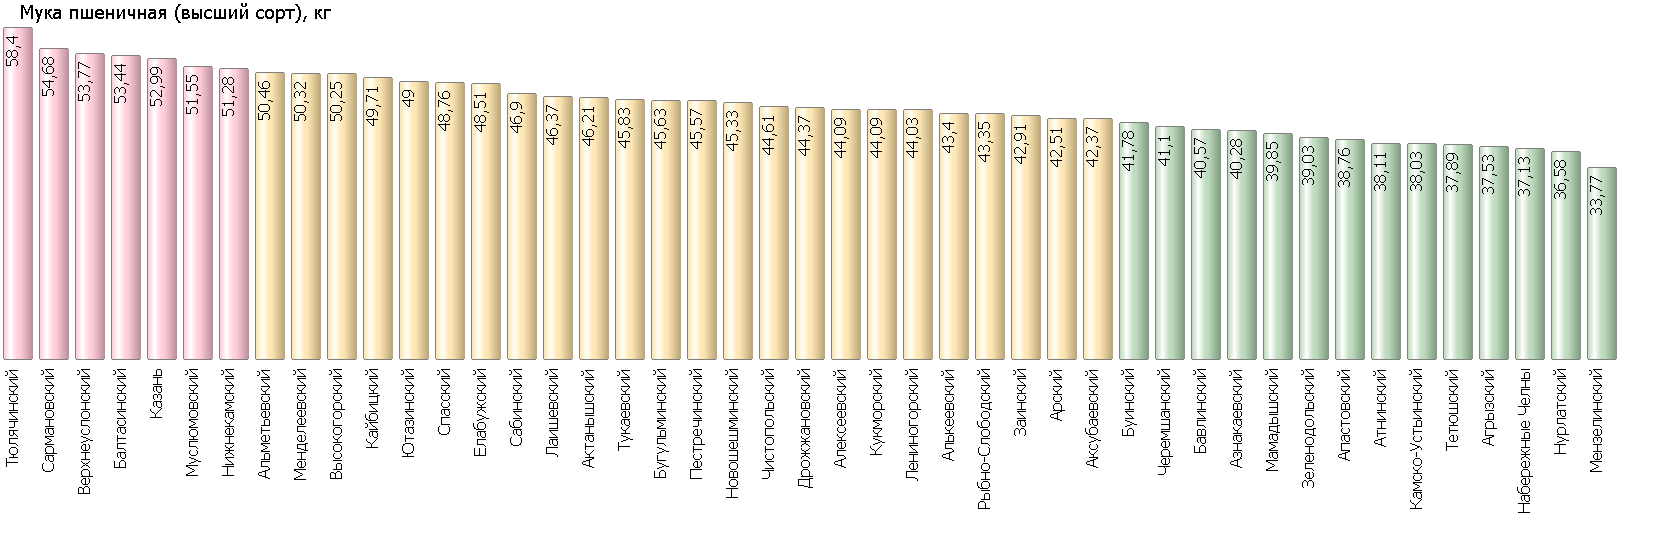 Мука пшеничная (высший сорт), кг
58,4
54,68
53,77
53,44
52,99
51,55
51,28
50,46
50,32
50,25
49,71
49
48,76
48,51
46,9
46,37
46,21
45,83
45,63
45,57
45,33
44,61
44,37
44,09
44,09
44,03
43,4
43,35
42,91
42,51
42,37
41,78
41,1
40,57
40,28
39,85
39,03
38,76
38,11
38,03
37,89
37,53
37,13
36,58
33,77
Тюлячинский
Сармановский
Верхнеуслонский
Балтасинский
Казань
Муслюмовский
Нижнекамский
Альметьевский
Менделеевский
Высокогорский
Кайбицкий
Ютазинский
Спасский
Елабужский
Сабинский
Лаишевский
Актанышский
Тукаевский
Бугульминский
Пестречинский
Новошешминский
Чистопольский
Дрожжановский
Алексеевский
Кукморский
Лениногорский
Алькеевский
Рыбно-Слободский
Заинский
Арский
Аксубаевский
Буинский
Черемшанский
Бавлинский
Азнакаевский
Мамадышский
Зеленодольский
Апастовский
Атнинский
Камско-Устьинский
Тетюшский
Агрызский
Набережные Челны
Нурлатский
Мензелинский